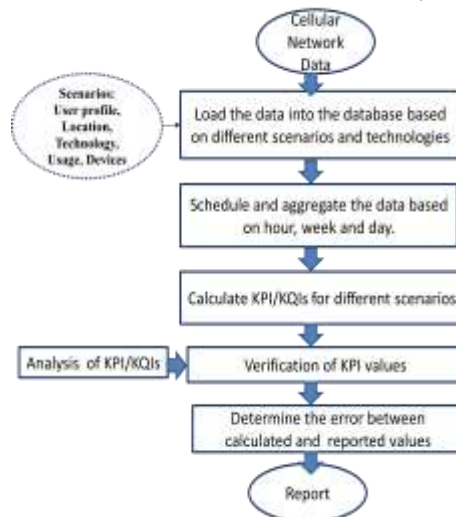 Cellular
Network
Data
Scenarios:
User profile,
Location,
Technology,
Usage, Devices
Load the data into the database based
on different scenarios and technologies
Schedule and aggregate the data based
on hour, week and day.
Calculate KPI/KQIs for different scenarios
Analysis of KPI/KQIs
Verification of KPI values
Determine the error between
calculated and reported values
Report